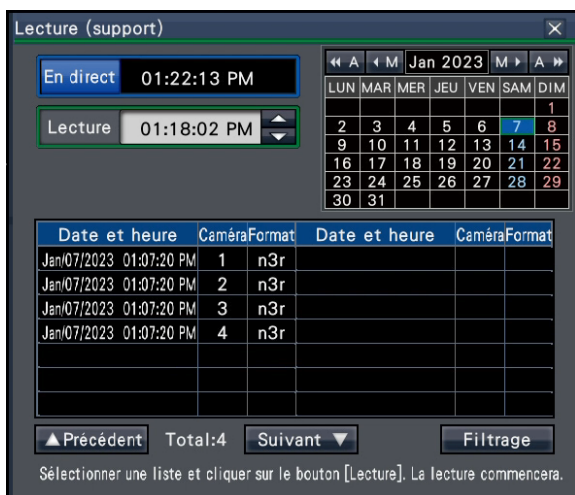 Lecture (support)
En direct 01:22:13 PM
Lecture 01:18:02 PM
A M Jan 2023 M A
LUN MAR MER JEU VEN SAM DIM
1
2 3 4 5 6 7 8
9 10 11 12 13 14 15
16 17 18 19 20 21 22
23 24 25 26 27 28 29
30 31
Date et heure Caméra Format Date et heure Caméra Format
Jan/07/2023 01:07:20 PM 1 n3r
Jan/07/2023 01:07:20 PM 2 n3r
Jan/07/2023 01:07:20 PM 3 n3r
Jan/07/2023 01:07:20 PM 4 n3r
Précédent Total:4 Suivant Filtrage
Sélectionner une liste et cliquer sur le bouton [Lecture]. La lecture commencera.